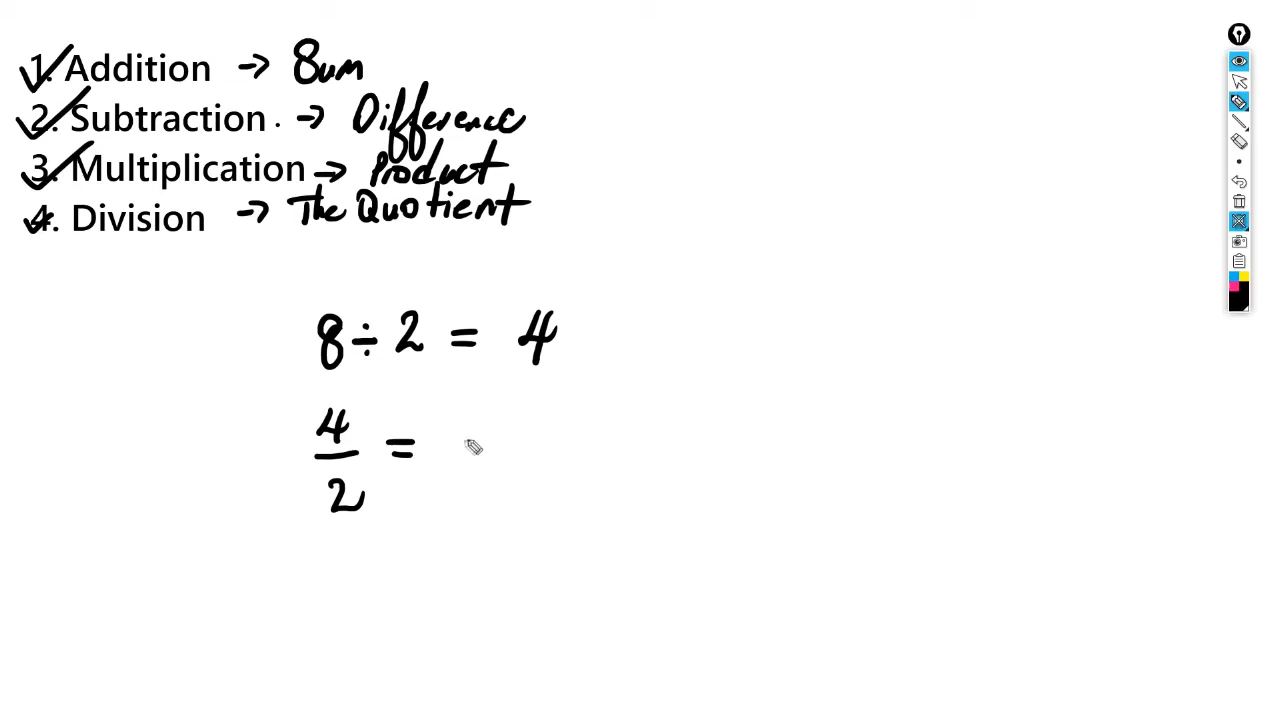 1. Addition → Sum
2. Subtraction . → Difference
3. Multiplication → Product
4. Division → The Quotient
8 ÷ 2 = 4
4/2 =